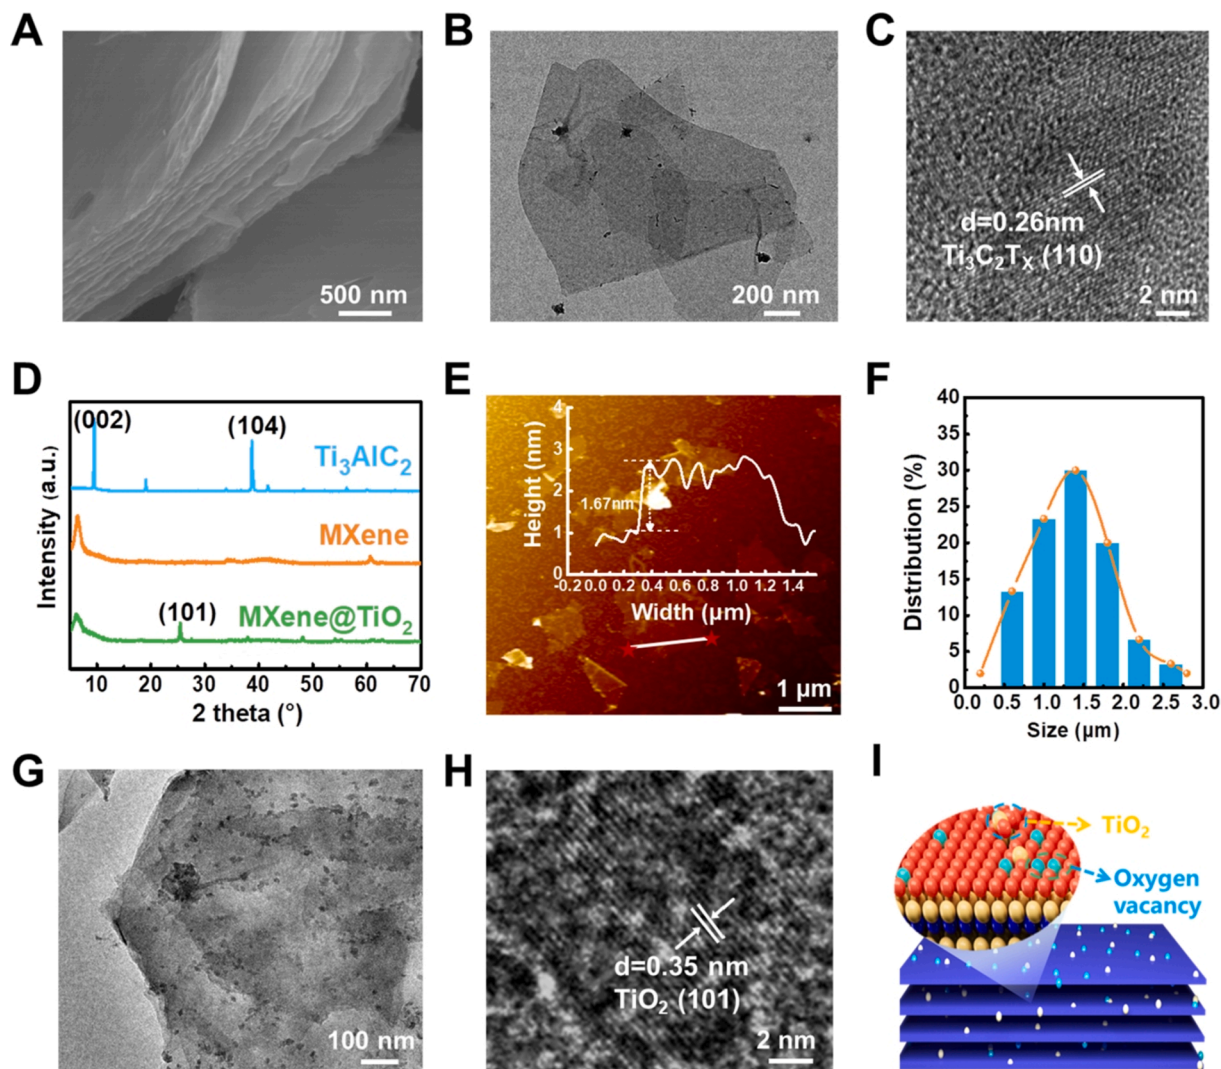 A
500 nm
B
200 nm
C
d=0.26nm
Ti₃C₂Tₓ (110)
2 nm
D
Intensity (a.u.)
(002)
(104)
Ti₃AlC₂
MXene
(101)
MXene@TiO₂
10 20 30 40 50 60 70
2 theta (°)
E
Height (nm)
4
3
2
1
0
1.67nm
-0.2 0.0 0.2 0.4 0.6 0.8 1.0 1.2 1.4
Width (µm)
1 µm
F
Distribution (%)
40
35
30
25
20
15
10
5
0
0.0 0.5 1.0 1.5 2.0 2.5 3.0
Size (µm)
G
100 nm
H
d=0.35 nm
TiO₂ (101)
2 nm
I
TiO₂
Oxygen
vacancy